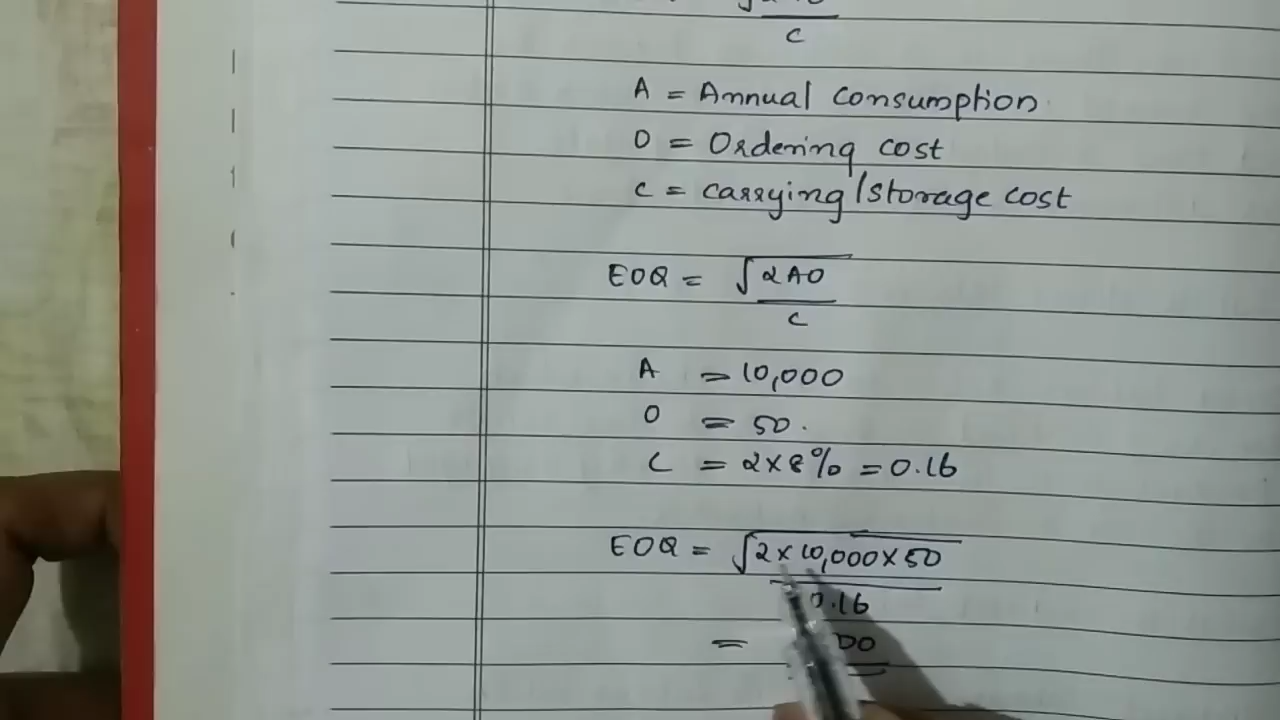 C
A = Annual consumption
O = Ordering cost
C = carrying/storage cost
EOQ = √2AO
C
A = 10,000
O = 50.
C = 2×8% = 0.16
EOQ = √2×10,000×50
0.16
=